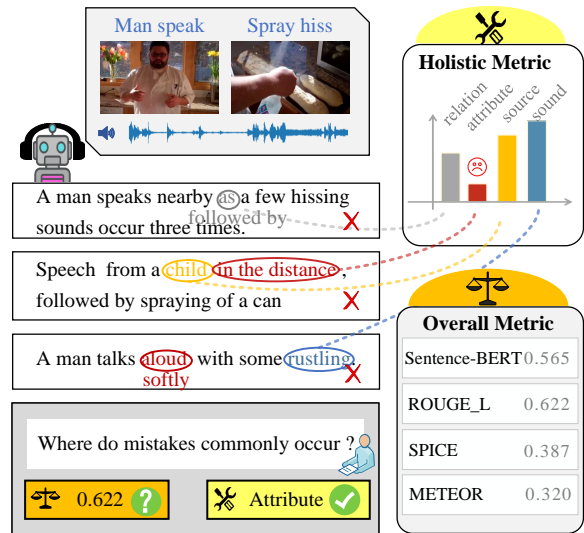 Man speak
Spray hiss
A man speaks nearby as a few hissing
followed by
sounds occur three times.
X
Speech from a child in the distance ,
followed by spraying of a can
X
A man talks aloud with some rustling.
softly
X
Where do mistakes commonly occur ?
0.622 ?
Attribute
Holistic Metric
relation
attribute
source
sound
Overall Metric
Sentence-BERT 0.565
ROUGE_L 0.622
SPICE 0.387
METEOR 0.320